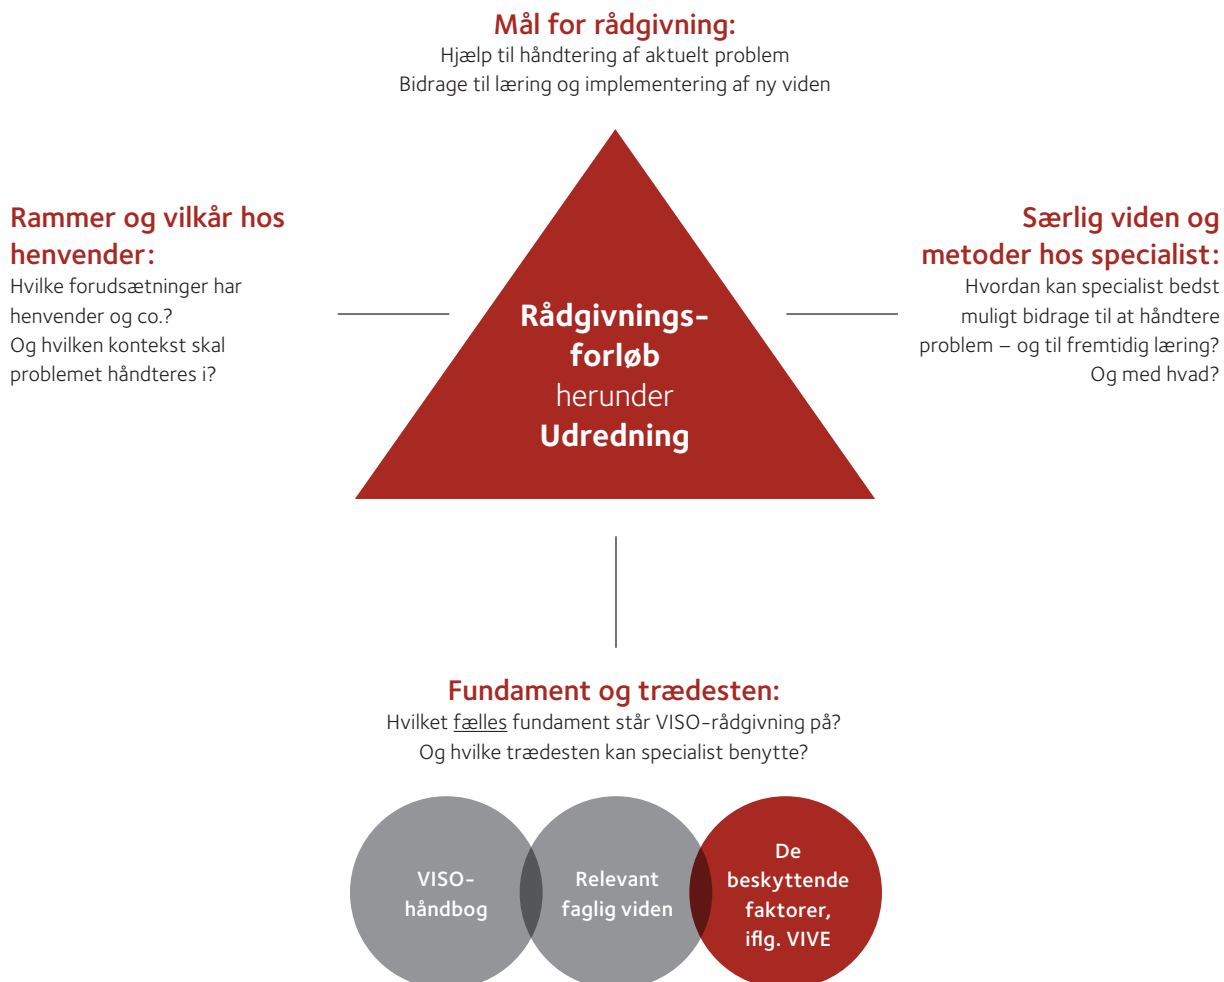 Mål for rådgivning:
Hjælp til håndtering af aktuelt problem
Bidrage til læring og implementering af ny viden
Rammer og vilkår hos
henvender:
Hvilke forudsætninger har
henvender og co.?
Og hvilken kontekst skal
problemet håndteres i?
Særlig viden og
metoder hos specialist:
Hvordan kan specialist bedst
muligt bidrage til at håndtere
problem – og til fremtidig læring?
Og med hvad?
Rådgivnings-
forløb
herunder
Udredning
Fundament og trædesten:
Hvilket fælles fundament står VISO-rådgivning på?
Og hvilke trædesten kan specialist benytte?
VISO-
håndbog
Relevant
faglig viden
De
beskyttende
faktorer,
iflg. VIVE